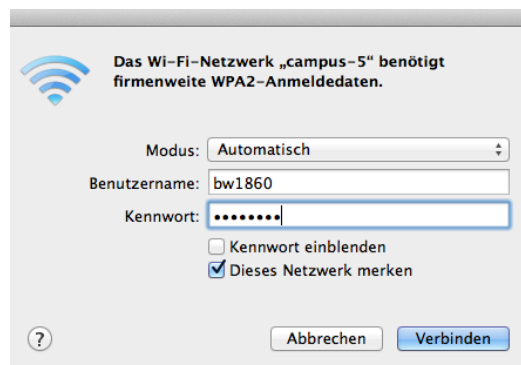 Das Wi-Fi-Netzwerk „campus-5“ benötigt
firmenweite WPA2-Anmeldedaten.
Modus: Automatisch
Benutzername: bw1860
Kennwort: ••••••••
Kennwort einblenden
Dieses Netzwerk merken
? Abbrechen Verbinden